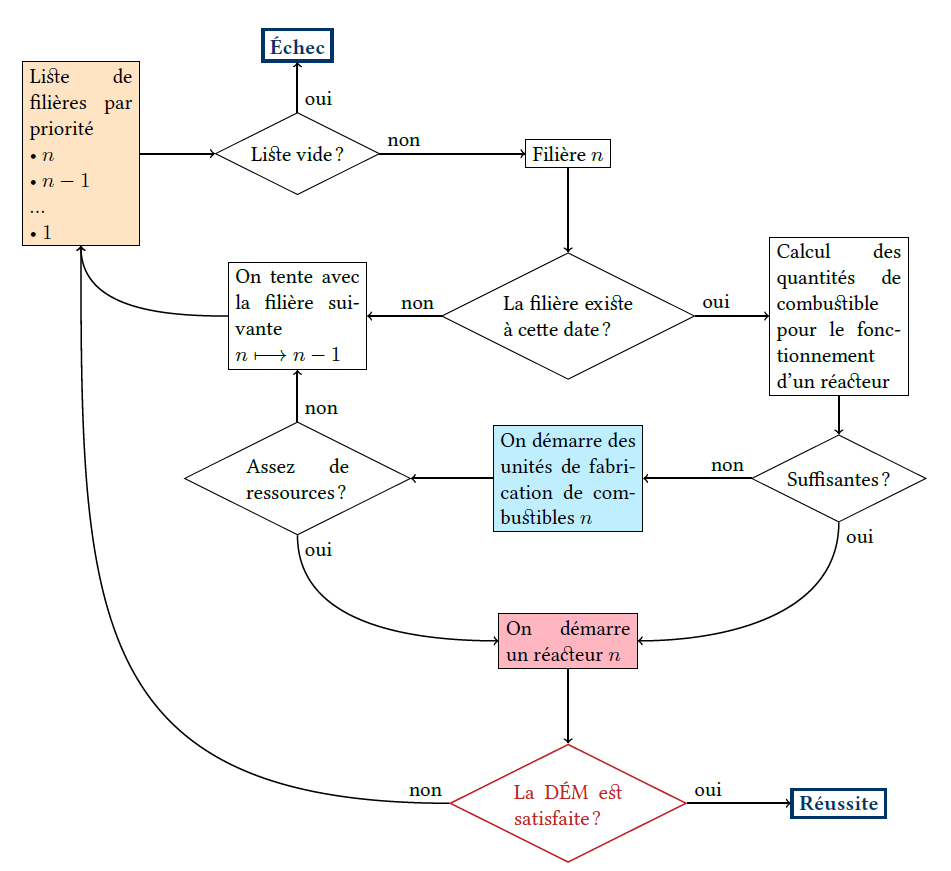 Échec
Liste de
filières par
priorité
• n
• n − 1
...
• 1
oui
Liste vide ?
non
Filière n
On tente avec
la filière sui-
vante
n ⟼ n − 1
non
La filière existe
à cette date ?
oui
Calcul des
quantités de
combustible
pour le fonc-
tionnement
d'un réacteur
non
Assez de
ressources ?
oui
On démarre des
unités de fabri-
cation de com-
bustibles n
non
Suffisantes ?
oui
On démarre
un réacteur n
non
La DÉM est
satisfaite ?
oui
Réussite